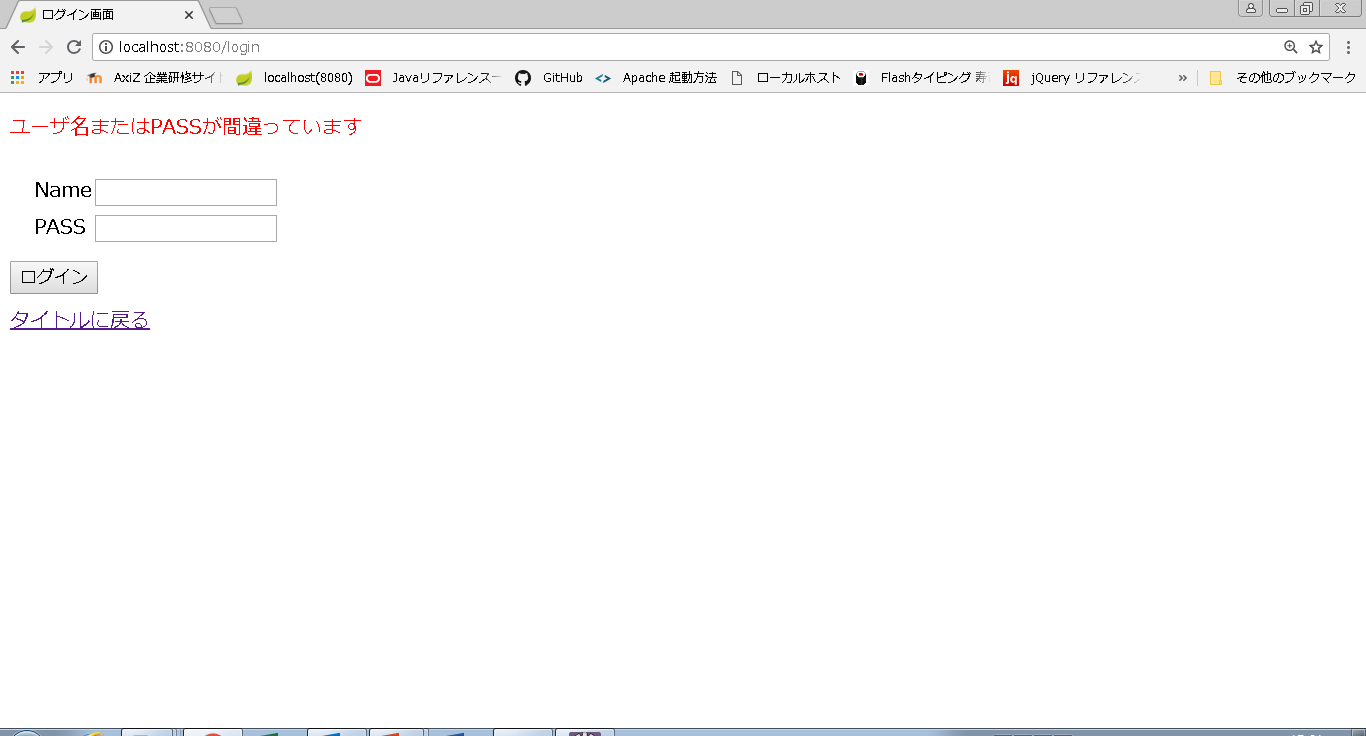 ログイン画面
localhost:8080/login
アプリ AxiZ 企業研修サイ localhost(8080) Javaリファレンス GitHub Apache 起動方法 ローカルホスト Flashタイピング 寿 jq jQuery リファレン » その他のブックマーク
ユーザ名またはPASSが間違っています
Name
PASS
ログイン
タイトルに戻る